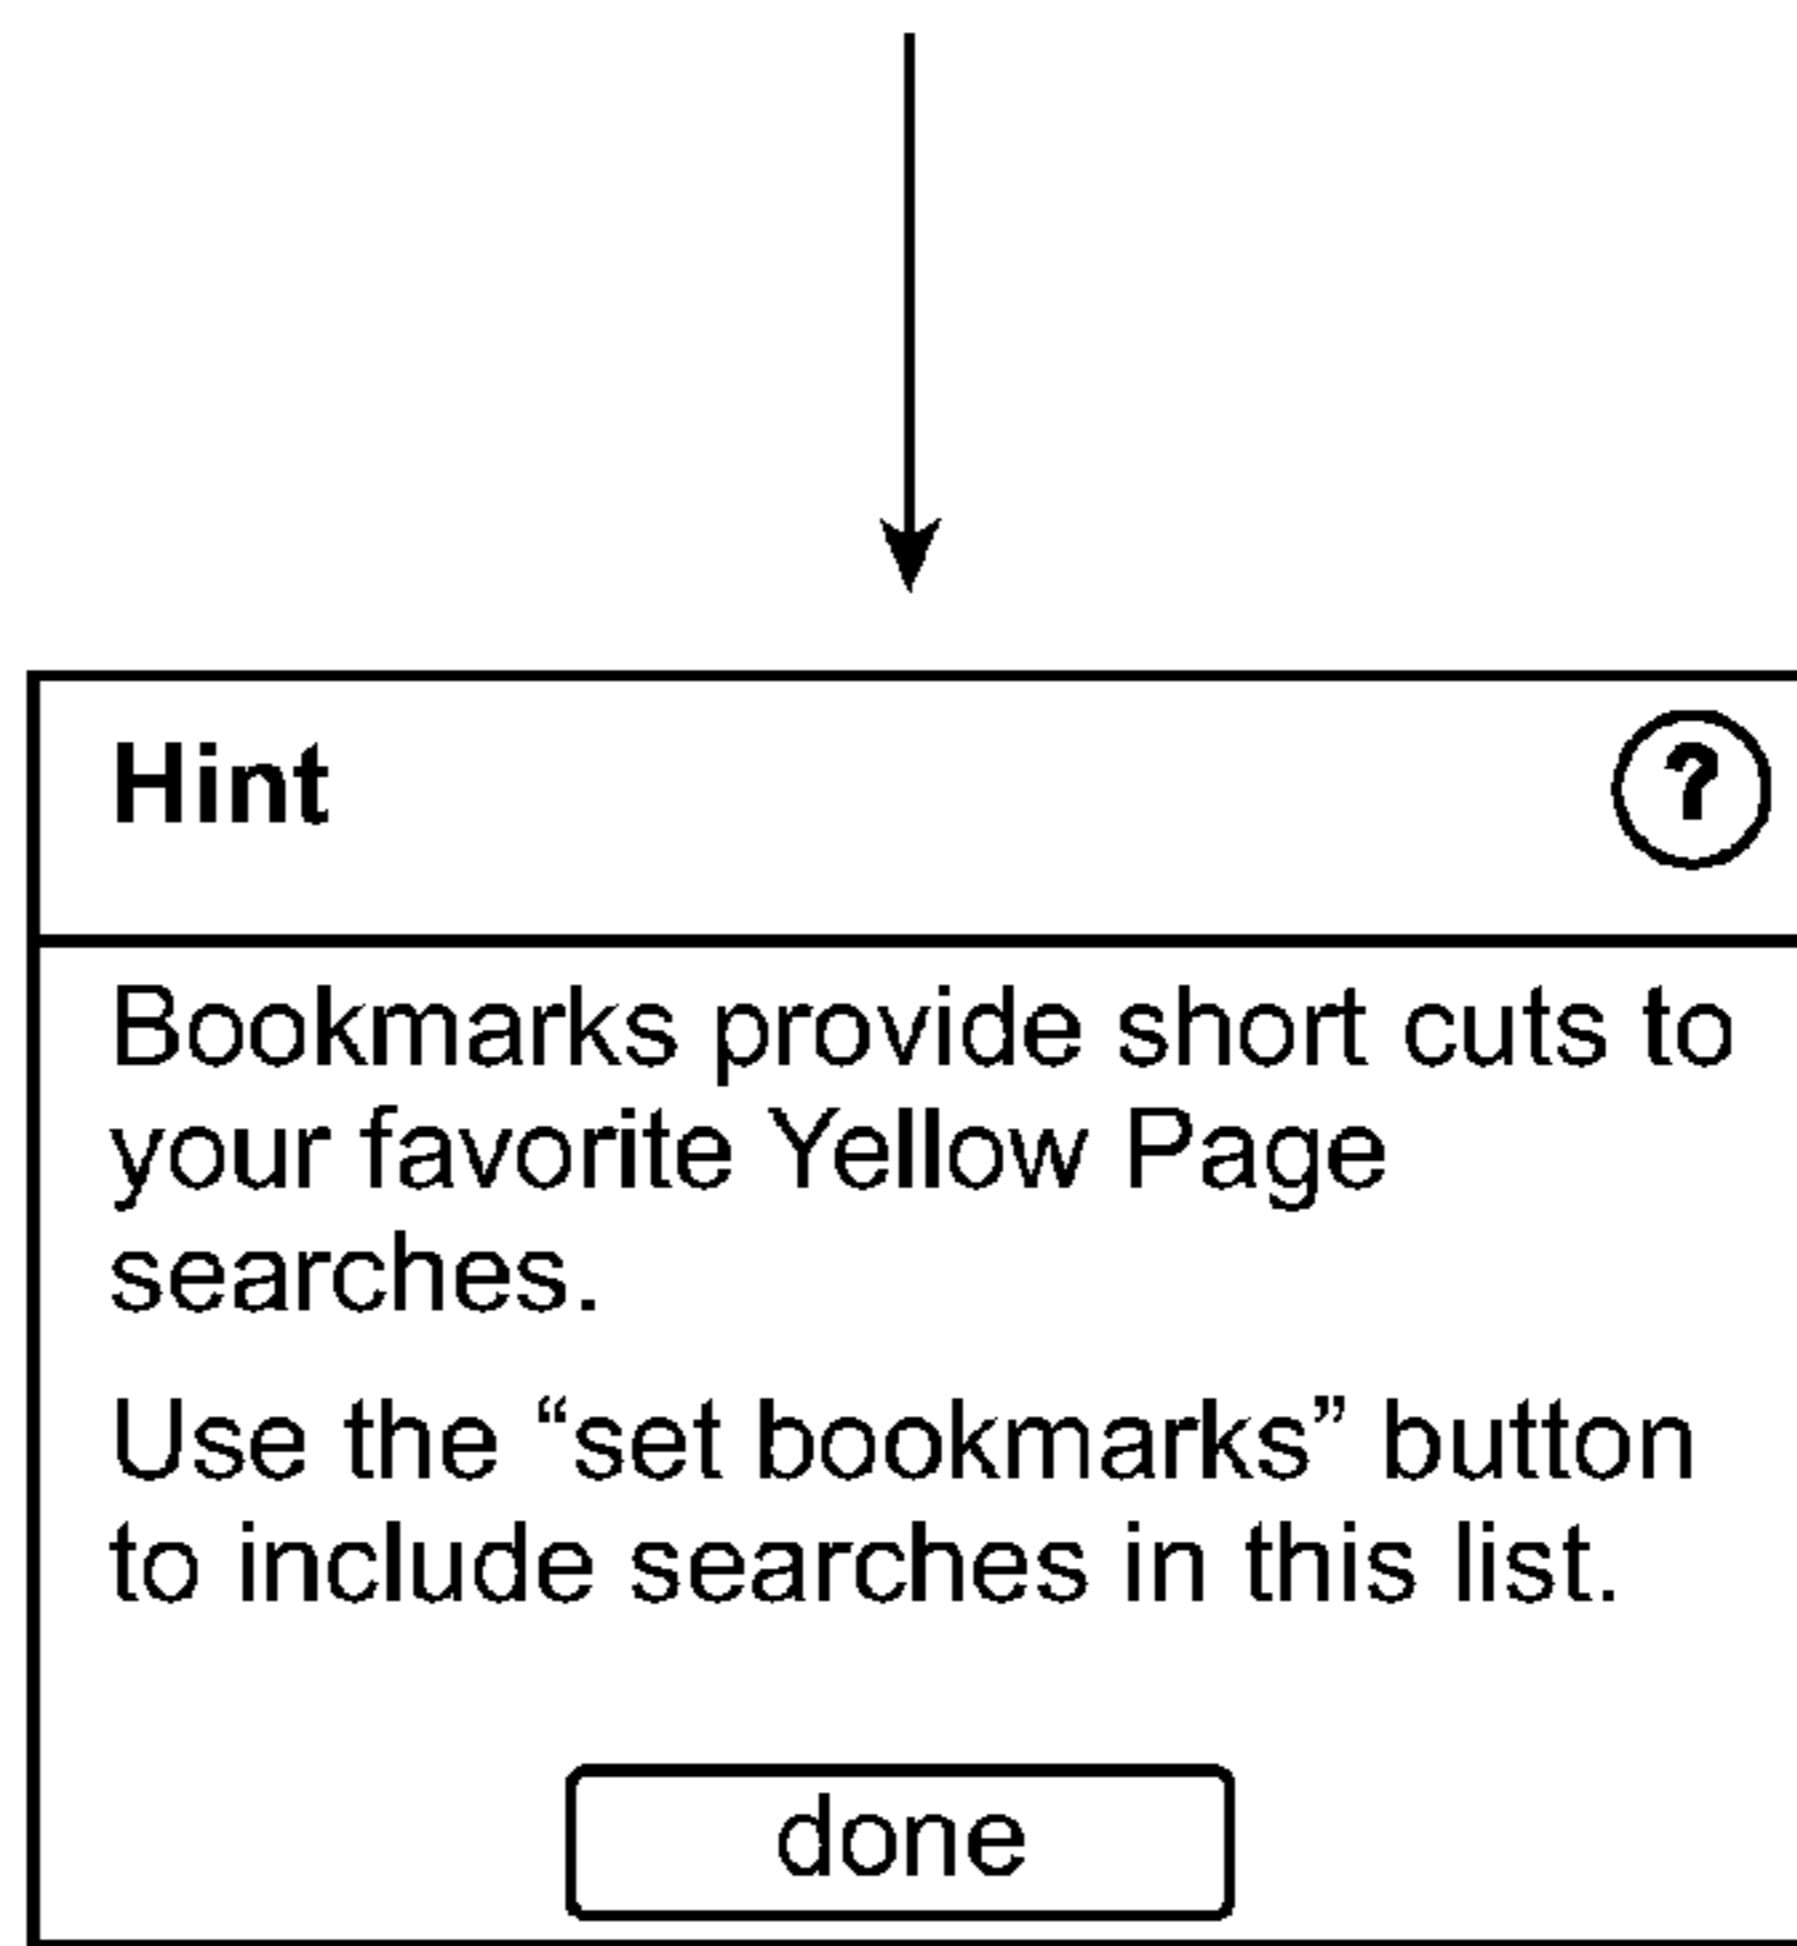 Hint ?
Bookmarks provide short cuts to
your favorite Yellow Page
searches.
Use the “set bookmarks” button
to include searches in this list.
done